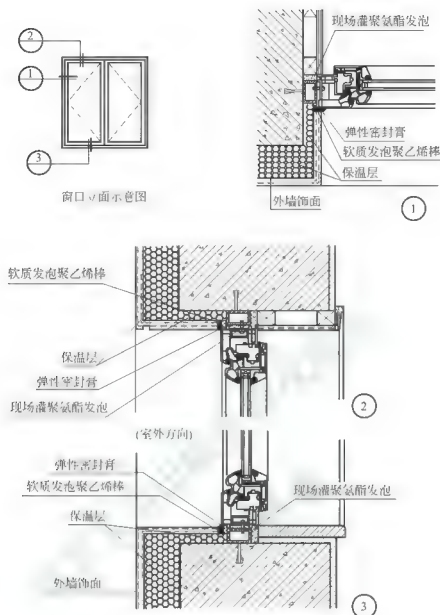 ②
①
③
窗口立面示意图
现场灌聚氨酯发泡
弹性密封膏
软质发泡聚乙烯棒
保温层
外墙饰面
①
软质发泡聚乙烯棒
保温层
弹性密封膏
现场灌聚氨酯发泡
②
(室外方向)
弹性密封膏
软质发泡聚乙烯棒
现场灌聚氨酯发泡
保温层
外墙饰面
③